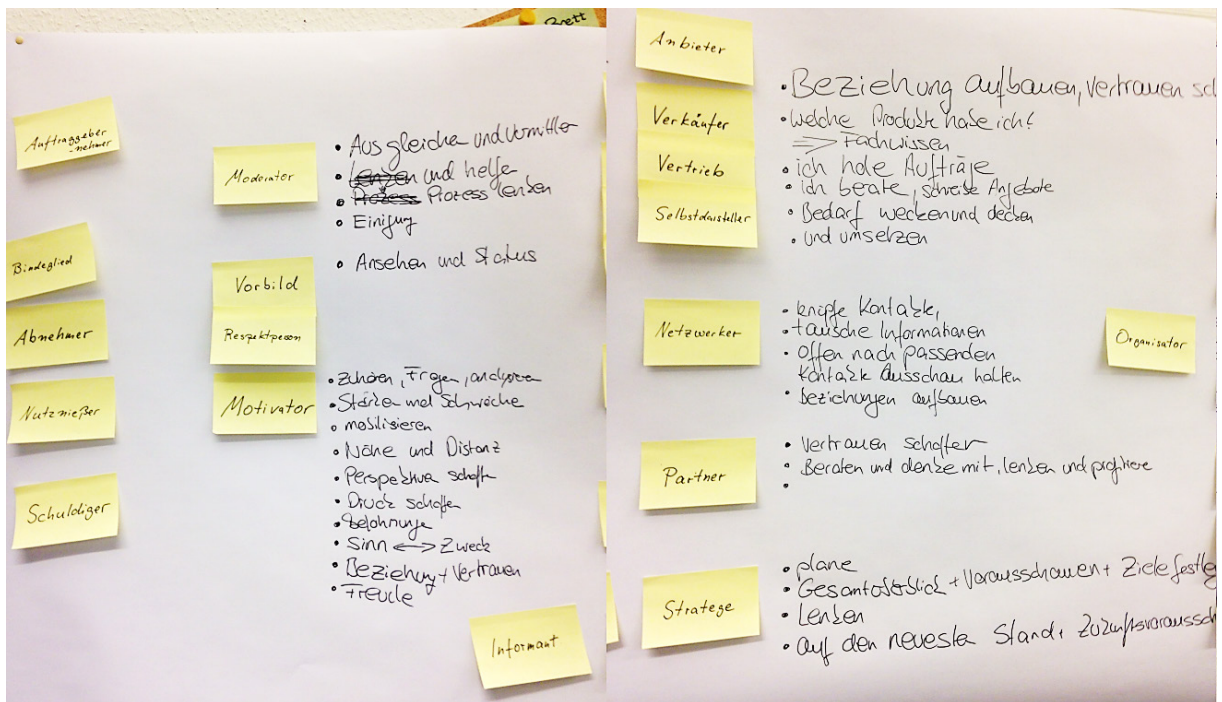 Brett
Auftraggeber
-nehmer
Bindeglied
Abnehmer
Nutznießer
Schuldiger
Moderator
• Ausgleichen und Vermittler
• Lenzen und helfe
• Prozess Prozess lenken
• Einigung
• Ansehen und Status
Vorbild
Respektperson
Motivator
• Zuhören, Fragen, analysieren
• Stärken und Schwäche
• mobilisieren
• Nähe und Distanz
• Perspektive schaffen
• Druck schaffen
• Belohnung
• Sinn <-> Zweck
• Beziehung + Vertrauen
• Freude
Informant
Anbieter
Verkäufer
Vertrieb
Selbstdarsteller
• Beziehung aufbauen, Vertrauen sc
• welche Produkte habe ich?
=> Fachwissen
• ich hole Aufträge
• ich berate, schreibe Angebote
• Bedarf wecken und decken
• und umsetzen
Netzwerker
• knüpfe Kontakte,
• tausche Informationen
• Offen nach passenden
Kontakte Ausschau halten
• Beziehungen aufbauen
Organisator
Partner
• Vertrauen schaffen
• Beraten und denke mit, lenken und profitiere
•
Stratege
• plane
• Gesamtüberblick + Vorausschauen + Ziele festle
• Lenken
• auf den neuesten Stand + Zukunftsvoraussch